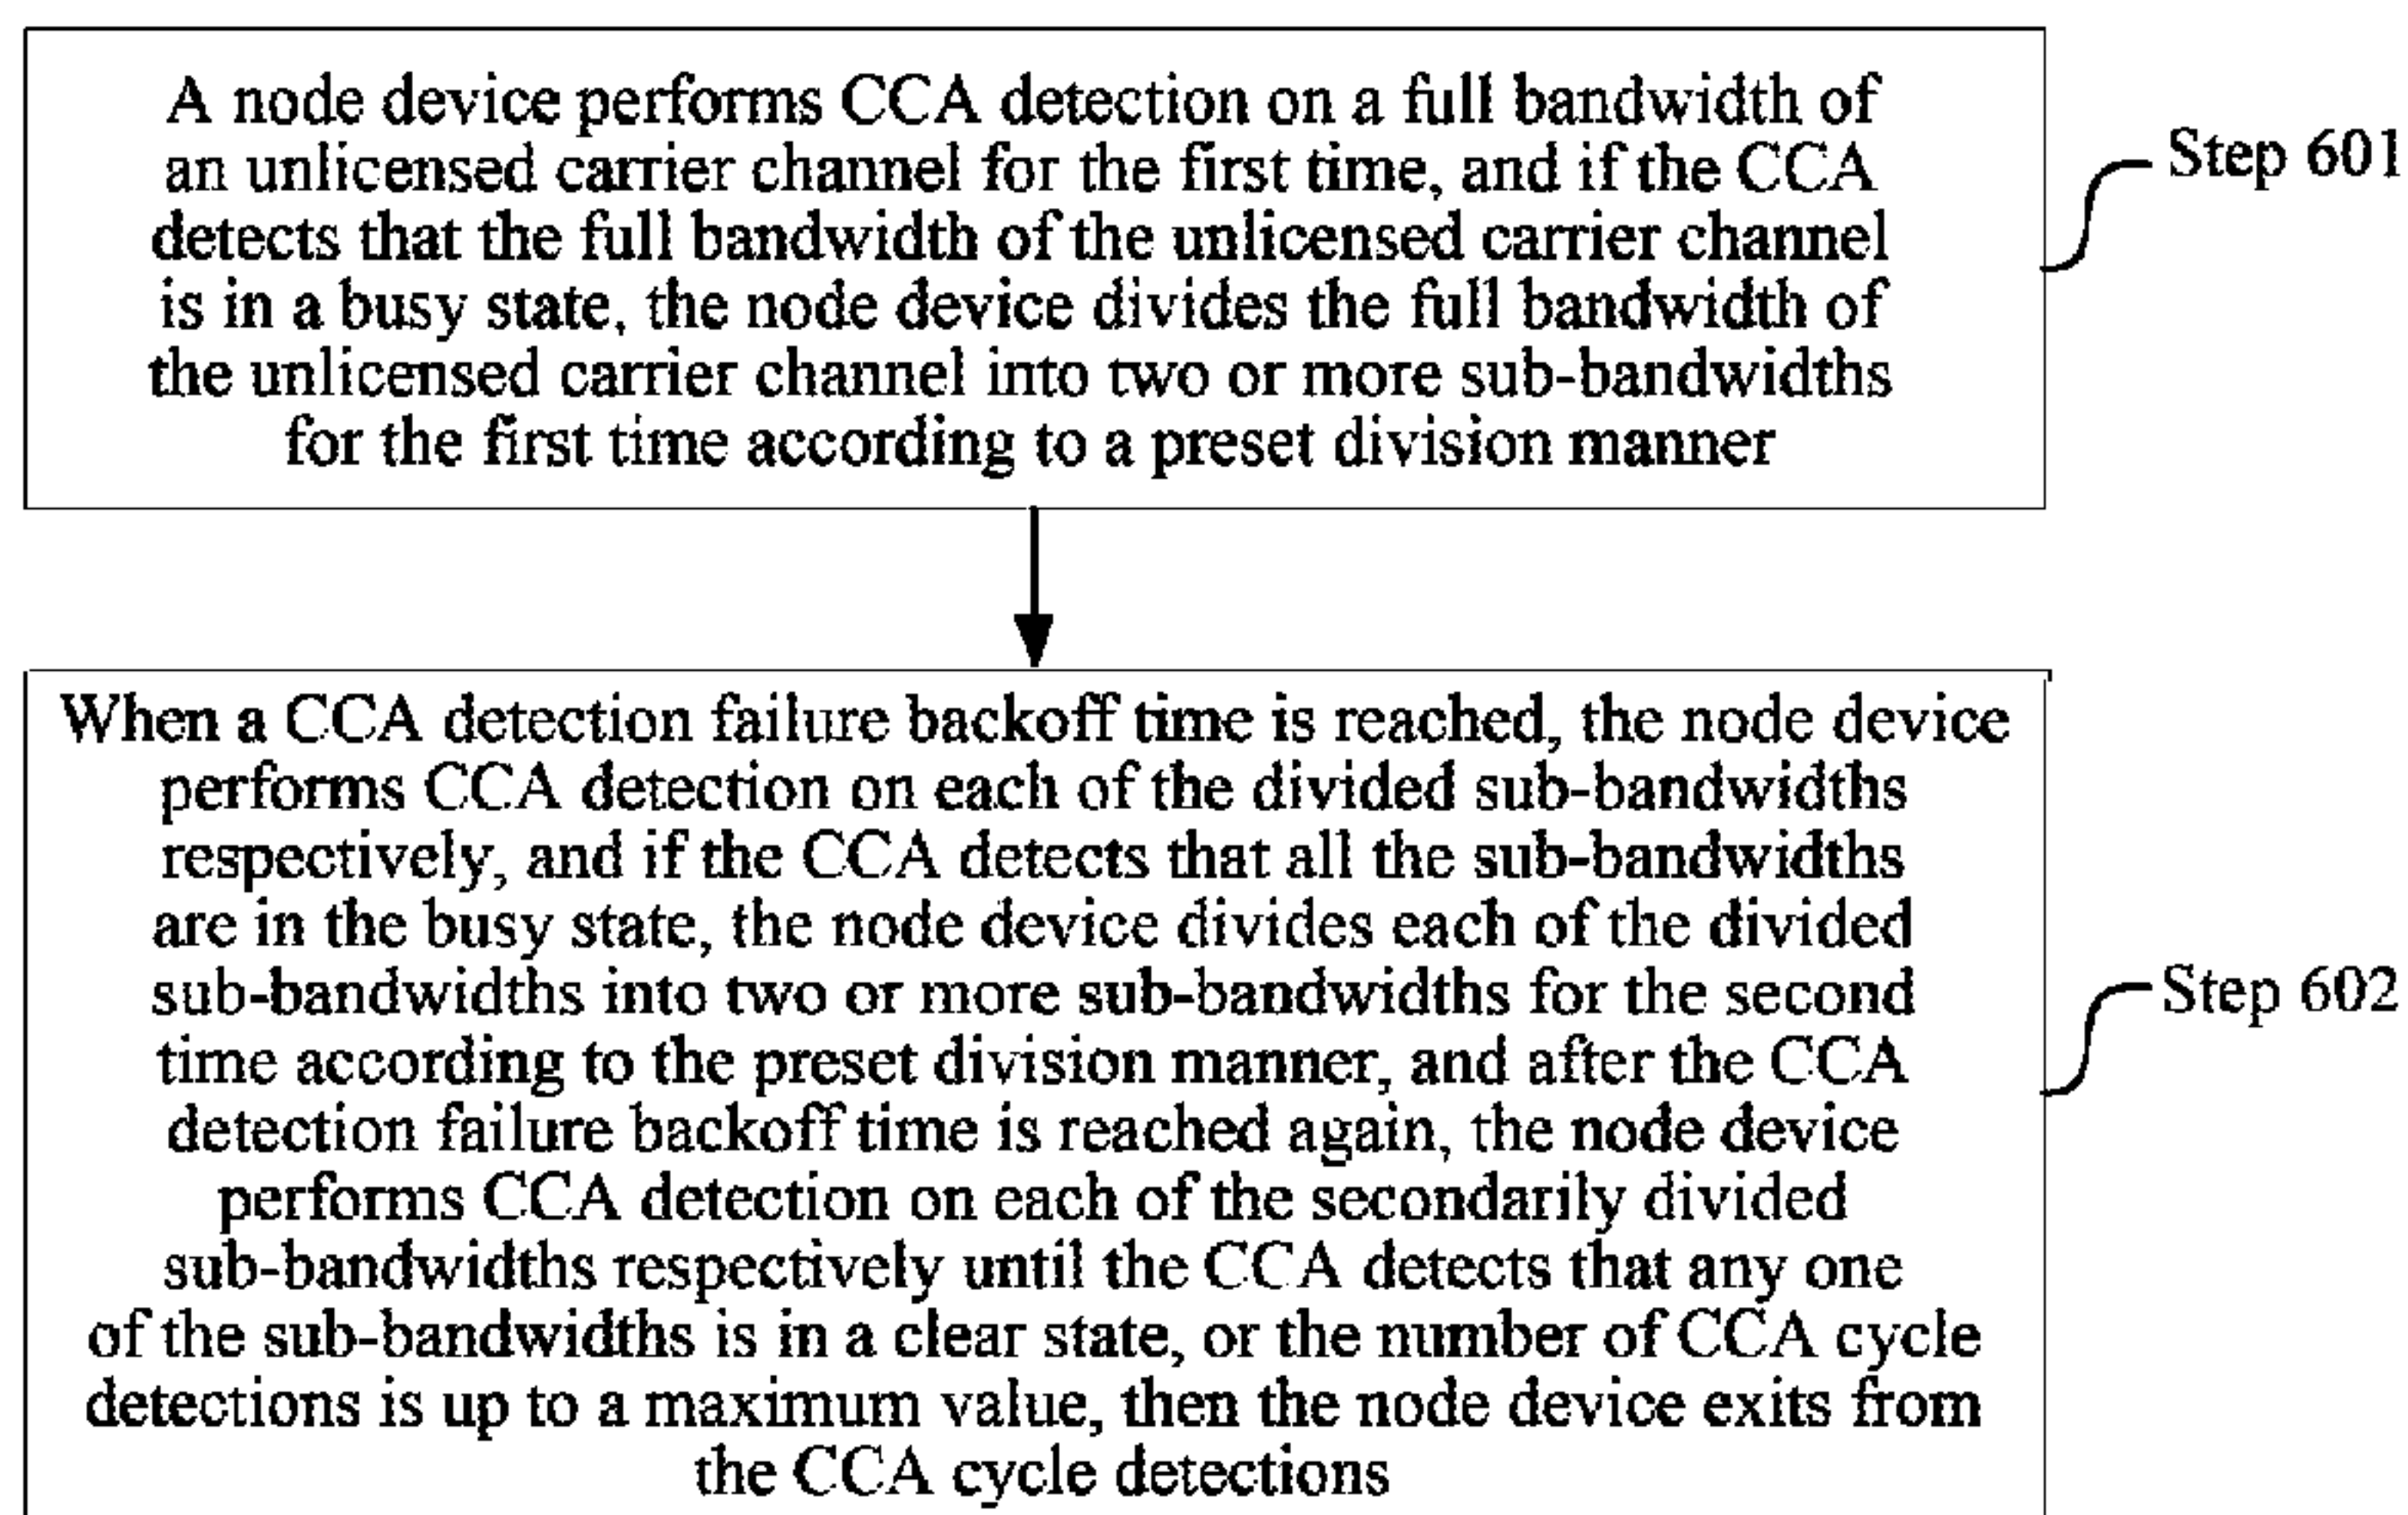 A node device performs CCA detection on a full bandwidth of
an unlicensed carrier channel for the first time, and if the CCA
detects that the full bandwidth of the unlicensed carrier channel
is in a busy state, the node device divides the full bandwidth of
the unlicensed carrier channel into two or more sub-bandwidths
for the first time according to a preset division manner
Step 601
When a CCA detection failure backoff time is reached, the node device
performs CCA detection on each of the divided sub-bandwidths
respectively, and if the CCA detects that all the sub-bandwidths
are in the busy state, the node device divides each of the divided
sub-bandwidths into two or more sub-bandwidths for the second
time according to the preset division manner, and after the CCA
detection failure backoff time is reached again, the node device
performs CCA detection on each of the secondarily divided
sub-bandwidths respectively until the CCA detects that any one
of the sub-bandwidths is in a clear state, or the number of CCA cycle
detections is up to a maximum value, then the node device exits from
the CCA cycle detections
Step 602